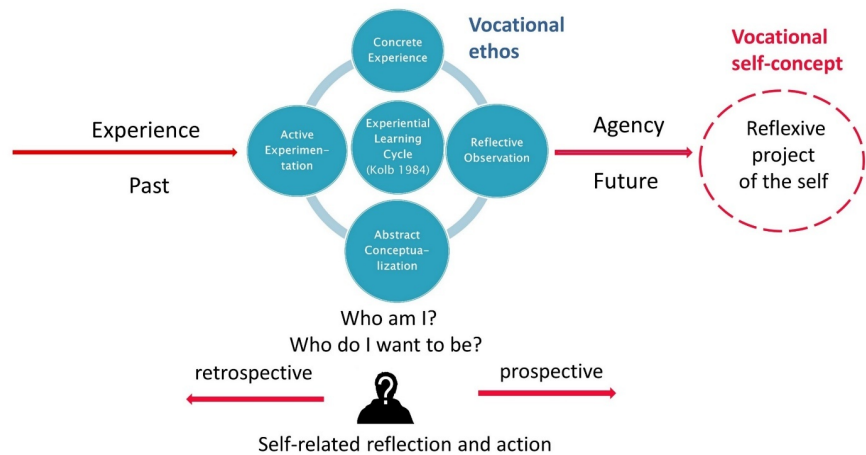 Vocational
ethos
Vocational
self-concept
Concrete
Experience
Experience
Past
Active
Experimen-
tation
Experiential
Learning
Cycle
(Kolb 1984)
Reflective
Observation
Agency
Future
Reflexive
project
of the self
Abstract
Conceptua-
lization
Who am I?
Who do I want to be?
retrospective
prospective
?
Self-related reflection and action